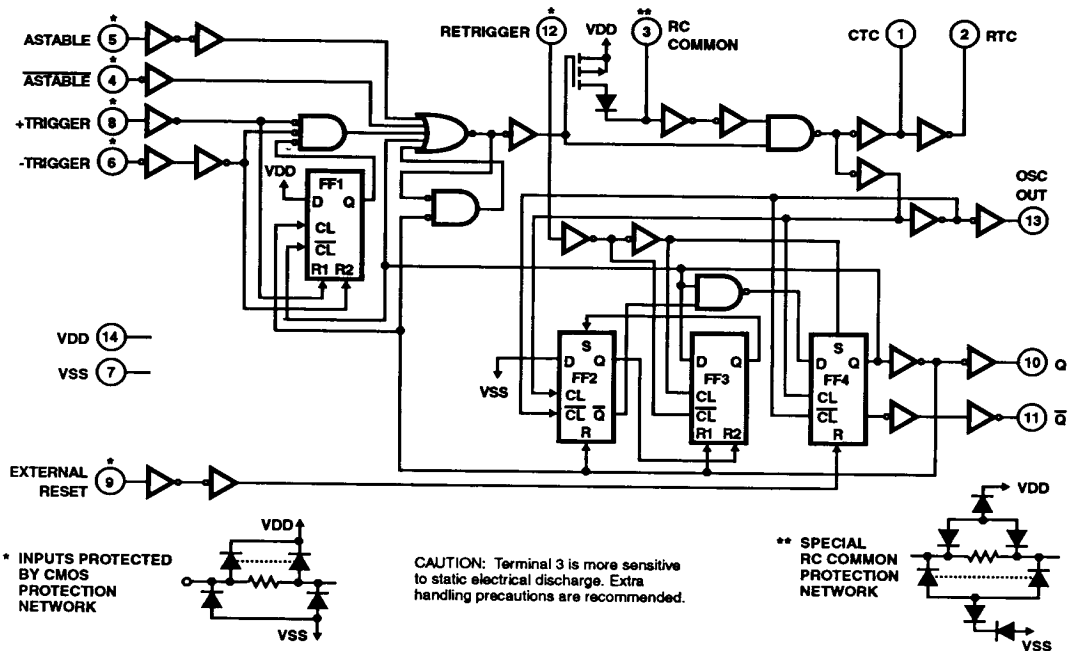 ASTABLE
*
5
ASTABLE
*
4
+TRIGGER
*
8
-TRIGGER
*
6
RETRIGGER
*
12
**
3
RC
COMMON
VDD
CTC
1
2
RTC
OSC
OUT
13
VDD
FF1
D Q
CL
CL
R1 R2
VDD
14
VSS
7
S
D Q
FF2
CL
CL Q
R
VSS
D Q
FF3
CL
CL
R1 R2
S
D Q
FF4
CL
CL
R
10
Q
11
Q
EXTERNAL
RESET
*
9
* INPUTS PROTECTED
BY CMOS
PROTECTION
NETWORK
VDD
VSS
CAUTION: Terminal 3 is more sensitive
to static electrical discharge. Extra
handling precautions are recommended.
** SPECIAL
RC COMMON
PROTECTION
NETWORK
VDD
VSS